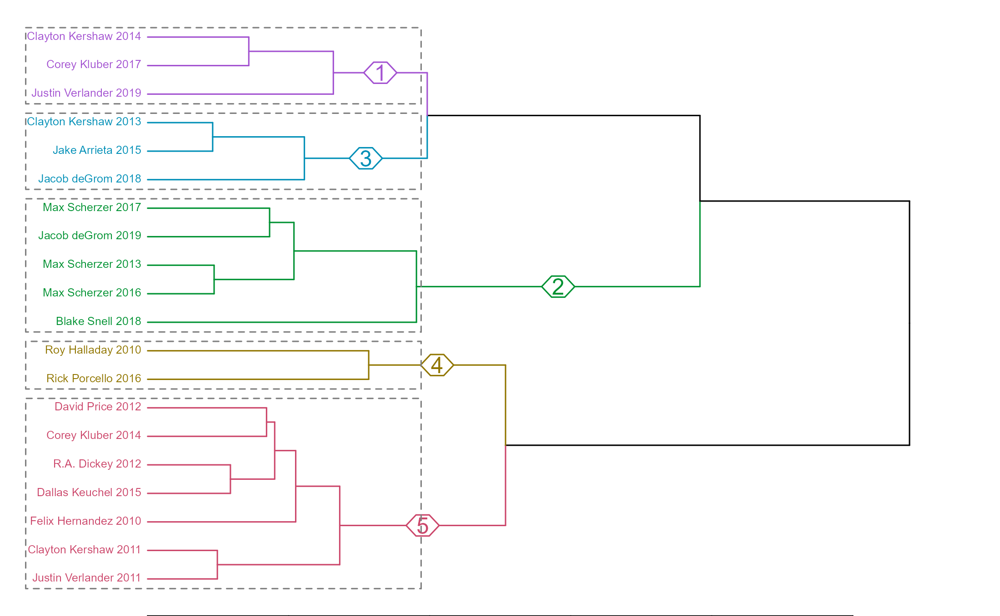 Clayton Kershaw 2014
Corey Kluber 2017
1
Justin Verlander 2019
Clayton Kershaw 2013
Jake Arrieta 2015
3
Jacob deGrom 2018
Max Scherzer 2017
Jacob deGrom 2019
Max Scherzer 2013
2
Max Scherzer 2016
Blake Snell 2018
Roy Halladay 2010
4
Rick Porcello 2016
David Price 2012
Corey Kluber 2014
R.A. Dickey 2012
Dallas Keuchel 2015
Felix Hernandez 2010
5
Clayton Kershaw 2011
Justin Verlander 2011